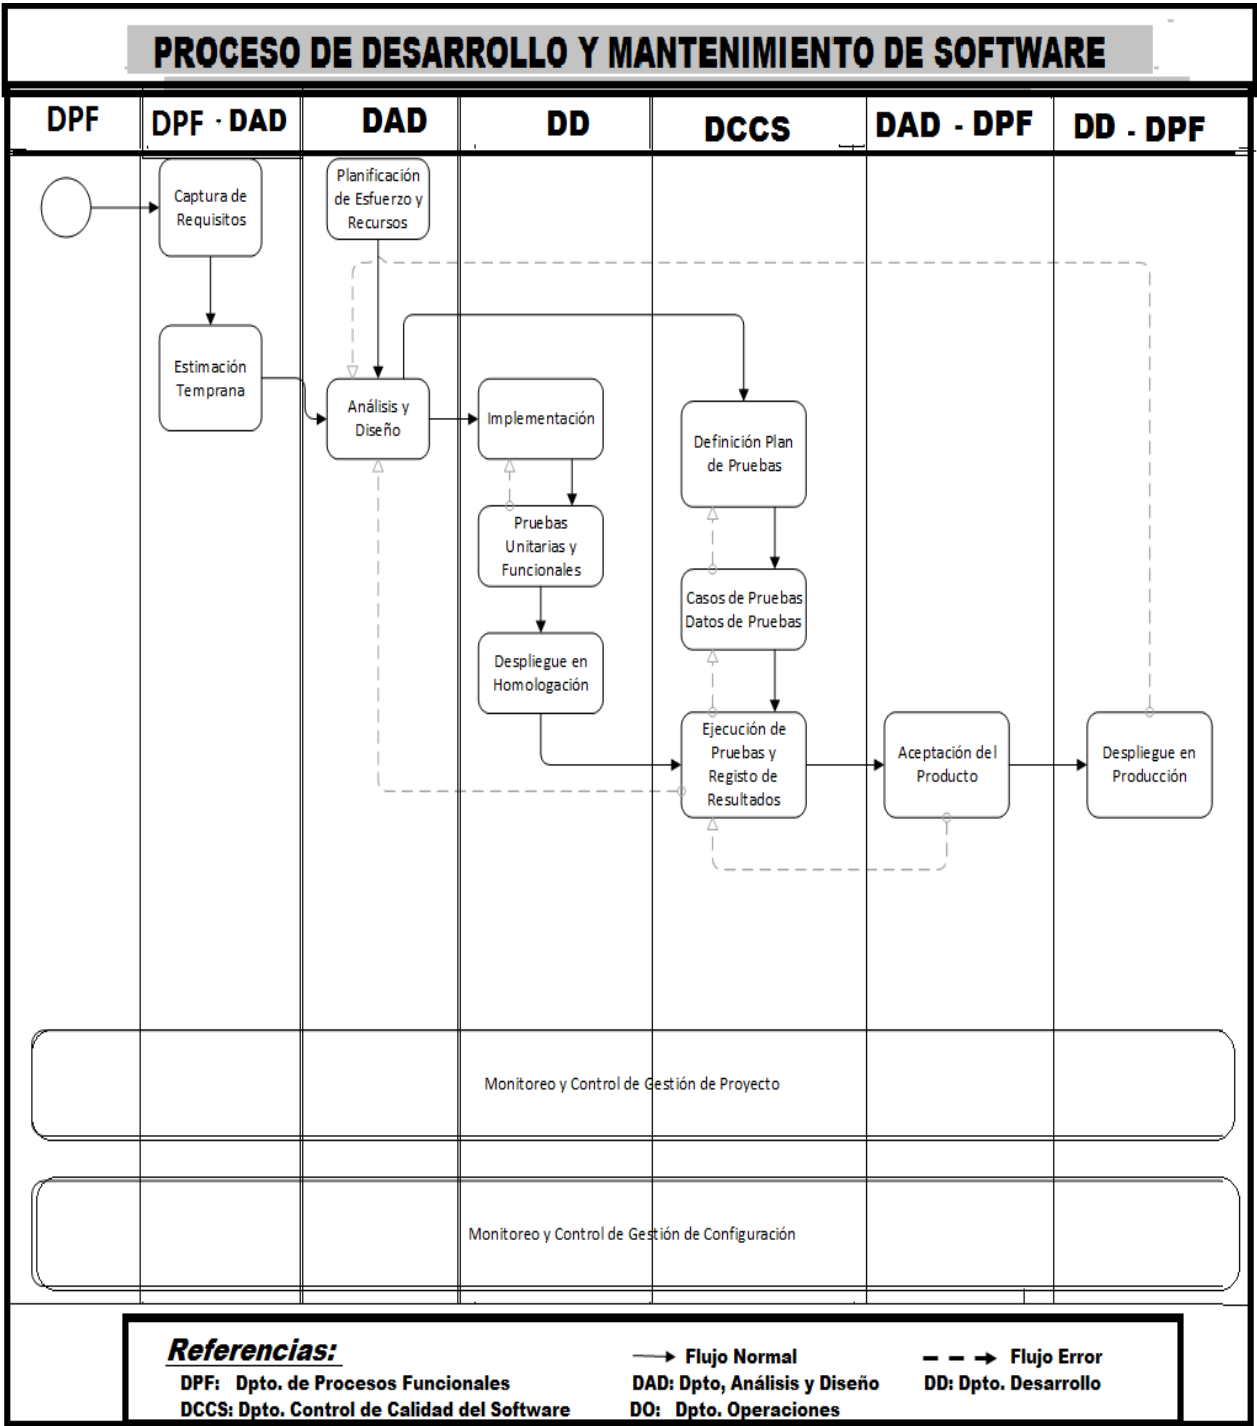 PROCESO DE DESARROLLO Y MANTENIMIENTO DE SOFTWARE
DPF
DPF - DAD
DAD
DD
DCCS
DAD - DPF
DD - DPF
Captura de
Requisitos
Planificación
de Esfuerzo y
Recursos
Estimación
Temprana
Análisis y
Diseño
Implementación
Definición Plan
de Pruebas
Pruebas
Unitarias y
Funcionales
Casos de Pruebas
Datos de Pruebas
Despliegue en
Homologación
Ejecución de
Pruebas y
Registo de
Resultados
Aceptación del
Producto
Despliegue en
Producción
Monitoreo y Control de Gestión de Proyecto
Monitoreo y Control de Gestión de Configuración
Referencias:
Flujo Normal
Flujo Error
DPF: Dpto. de Procesos Funcionales
DAD: Dpto, Análisis y Diseño
DD: Dpto. Desarrollo
DCCS: Dpto. Control de Calidad del Software
DO: Dpto. Operaciones